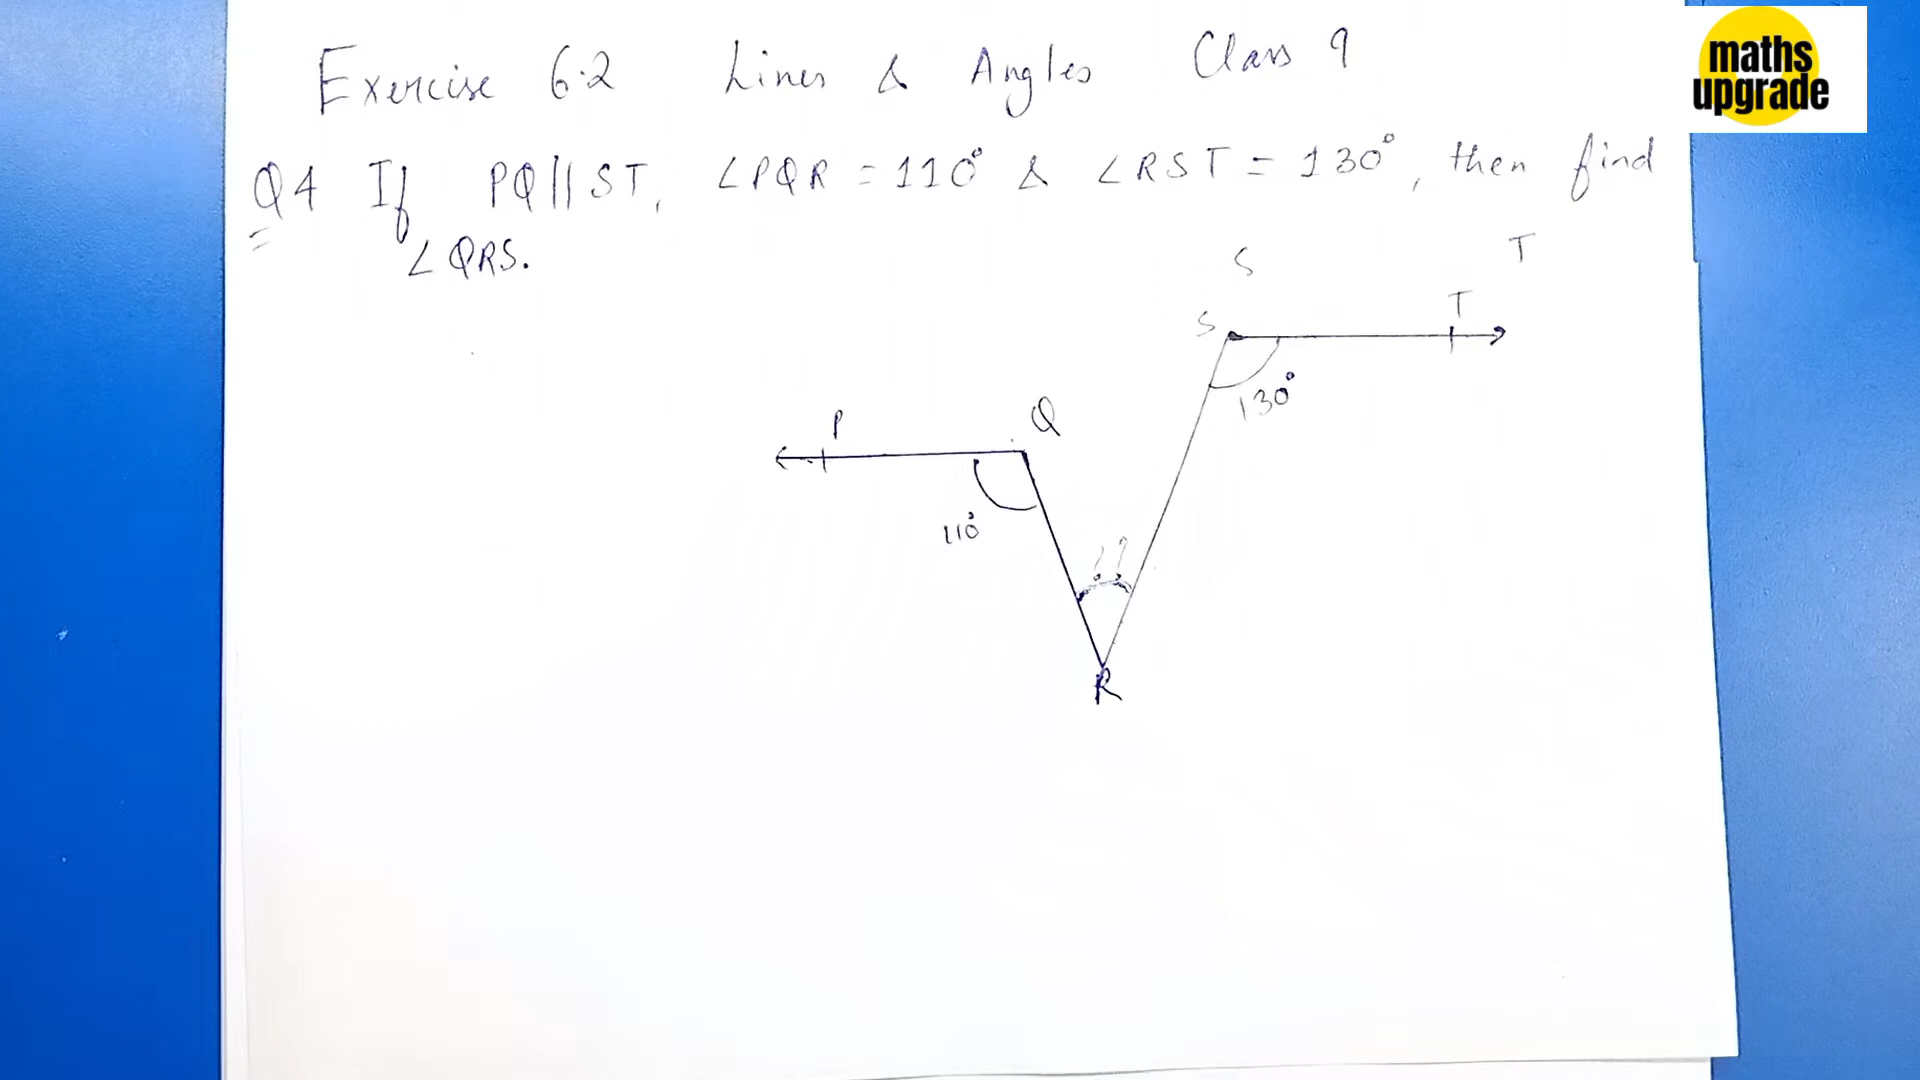 Exercise 6.2 Lines & Angles Class 9
maths
upgrade
Q4 If PQ||ST, ∠PQR = 110° & ∠RST = 130°, then find
∠QRS.
S T
S T
130°
P Q
110°
??
R